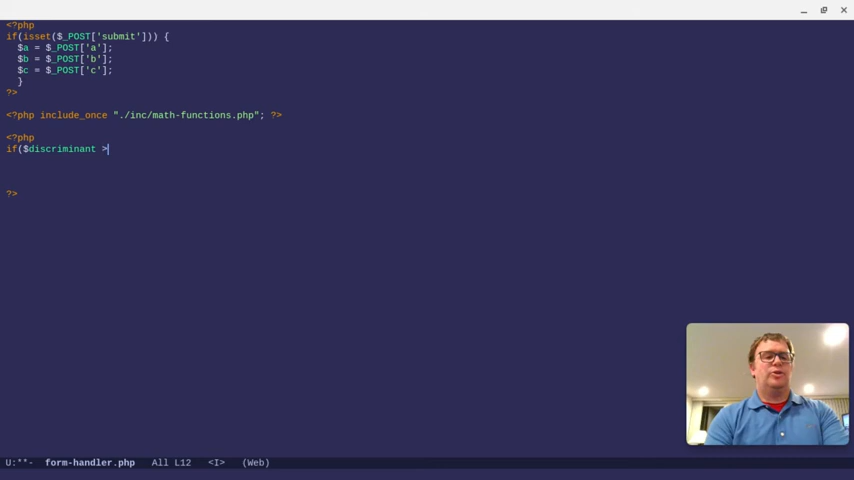 <?php
if(isset($_POST['submit'])) {
$a = $_POST['a'];
$b = $_POST['b'];
$c = $_POST['c'];
}
?>
<?php include_once "./inc/math-functions.php"; ?>
<?php
if($discriminant >
?>
U:**- form-handler.php All L12 <I> (Web)